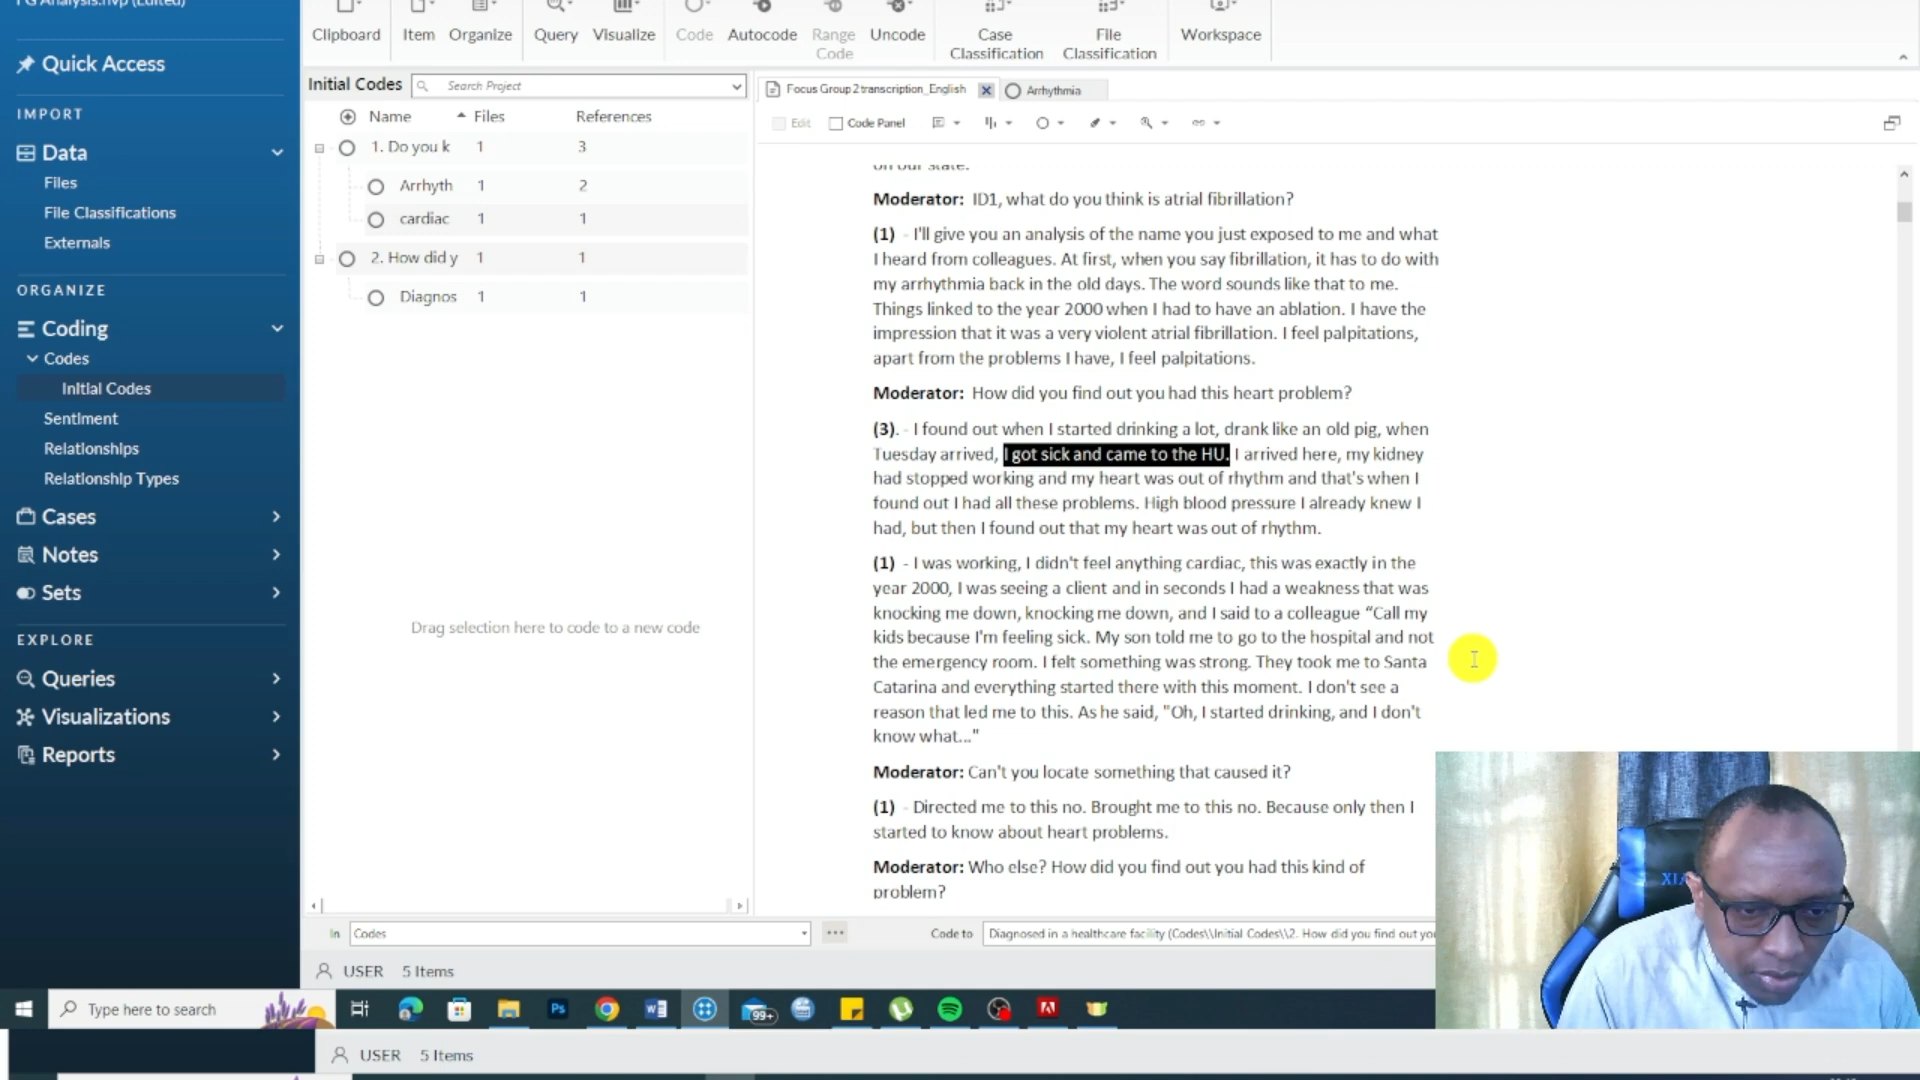 FG Analysis.nvp (Edited)
Quick Access
IMPORT
Data
Files
File Classifications
Externals
ORGANIZE
Coding
Codes
Initial Codes
Sentiment
Relationships
Relationship Types
Cases
Notes
Sets
EXPLORE
Queries
Visualizations
Reports
Clipboard
Item
Organize
Query
Visualize
Code
Autocode
Range
Code
Uncode
Case
Classification
File
Classification
Workspace
Initial Codes
Search Project
Name
Files
References
1. Do you k 1 3
Arrhyth 1 2
cardiac 1 1
2. How did y 1 1
Diagnos 1 1
Drag selection here to code to a new code
Focus Group 2 transcription_English
Arrhythmia
Edit
Code Panel
on our state.
Moderator: ID1, what do you think is atrial fibrillation?
(1) - I'll give you an analysis of the name you just exposed to me and what
I heard from colleagues. At first, when you say fibrillation, it has to do with
my arrhythmia back in the old days. The word sounds like that to me.
Things linked to the year 2000 when I had to have an ablation. I have the
impression that it was a very violent atrial fibrillation. I feel palpitations,
apart from the problems I have, I feel palpitations.
Moderator: How did you find out you had this heart problem?
(3). - I found out when I started drinking a lot, drank like an old pig, when
Tuesday arrived, I got sick and came to the HU. I arrived here, my kidney
had stopped working and my heart was out of rhythm and that's when I
found out I had all these problems. High blood pressure I already knew I
had, but then I found out that my heart was out of rhythm.
(1) - I was working, I didn't feel anything cardiac, this was exactly in the
year 2000, I was seeing a client and in seconds I had a weakness that was
knocking me down, knocking me down, and I said to a colleague “Call my
kids because I'm feeling sick. My son told me to go to the hospital and not
the emergency room. I felt something was strong. They took me to Santa
Catarina and everything started there with this moment. I don't see a
reason that led me to this. As he said, "Oh, I started drinking, and I don't
know what..."
Moderator: Can't you locate something that caused it?
(1) - Directed me to this no. Brought me to this no. Because only then I
started to know about heart problems.
Moderator: Who else? How did you find out you had this kind of
problem?
In
Codes
Code to
Diagnosed in a healthcare facility (Codes\\Initial Codes\\2. How did you find out you
USER 5 Items
Type here to search
Ps
99+
USER 5 Items